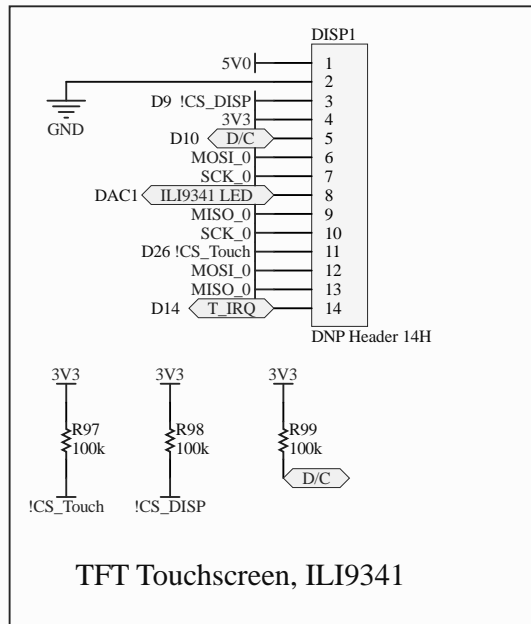 DISP1
5V0 1
2
GND
D9 !CS_DISP 3
3V3 4
D10 D/C 5
MOSI_0 6
SCK_0 7
DAC1 ILI9341 LED 8
MISO_0 9
SCK_0 10
D26 !CS_Touch 11
MOSI_0 12
MISO_0 13
D14 T_IRQ 14
DNP Header 14H
3V3 3V3 3V3
R97 R98 R99
100k 100k 100k
D/C
!CS_Touch !CS_DISP
TFT Touchscreen, ILI9341